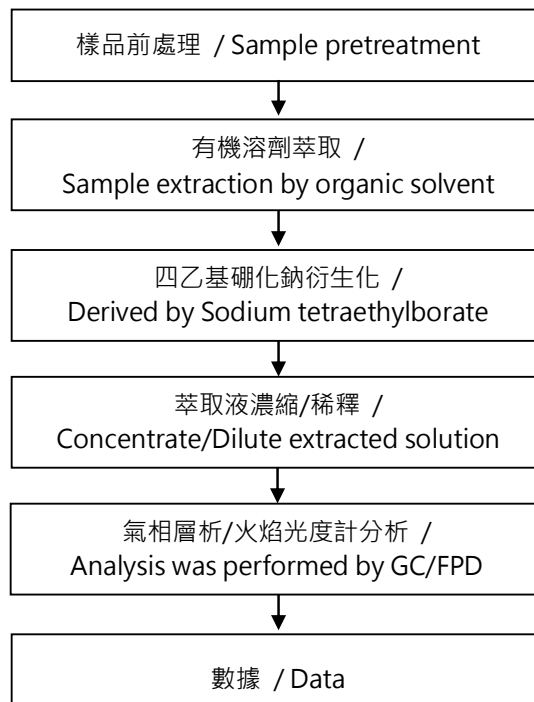 樣品前處理 / Sample pretreatment
有機溶劑萃取 /
Sample extraction by organic solvent
四乙基硼化鈉衍生化 /
Derived by Sodium tetraethylborate
萃取液濃縮/稀釋 /
Concentrate/Dilute extracted solution
氣相層析/火焰光度計分析 /
Analysis was performed by GC/FPD
數據 / Data